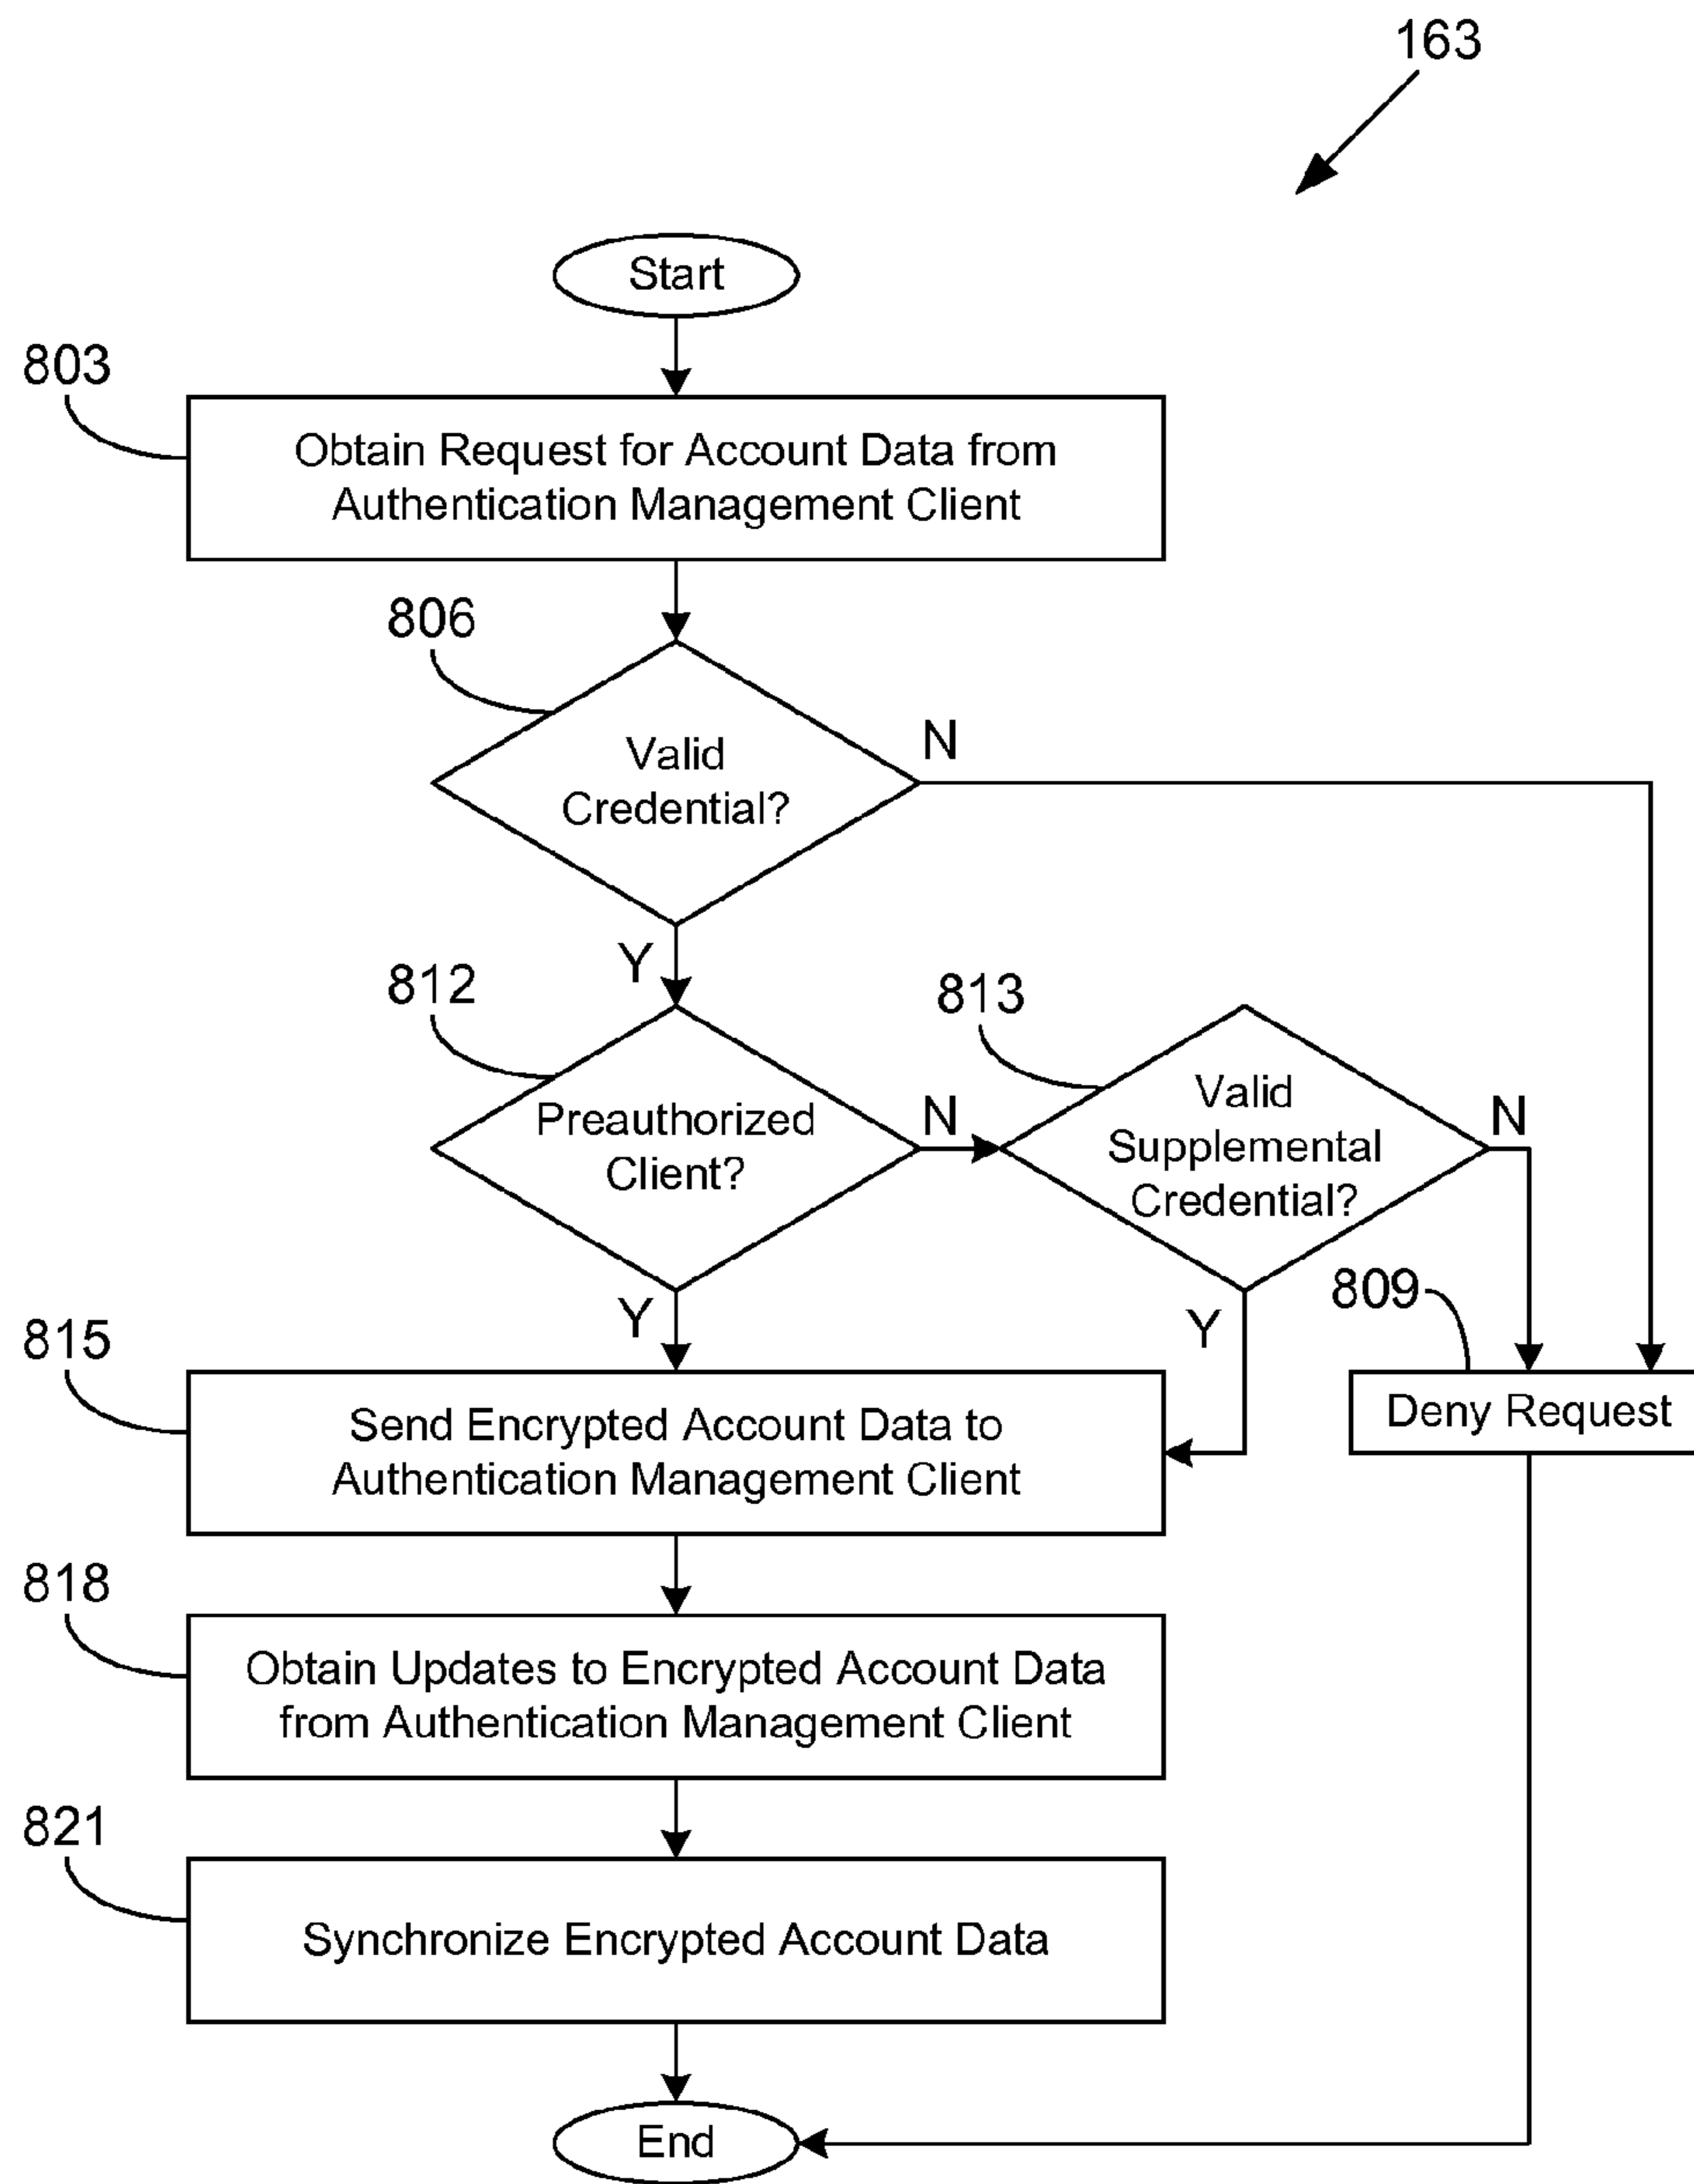 163
Start
803
Obtain Request for Account Data from
Authentication Management Client
806
Valid
Credential?
N
Y
812
Preauthorized
Client?
N
813
Valid
Supplemental
Credential?
N
Y
Y
809
Deny Request
815
Send Encrypted Account Data to
Authentication Management Client
818
Obtain Updates to Encrypted Account Data
from Authentication Management Client
821
Synchronize Encrypted Account Data
End